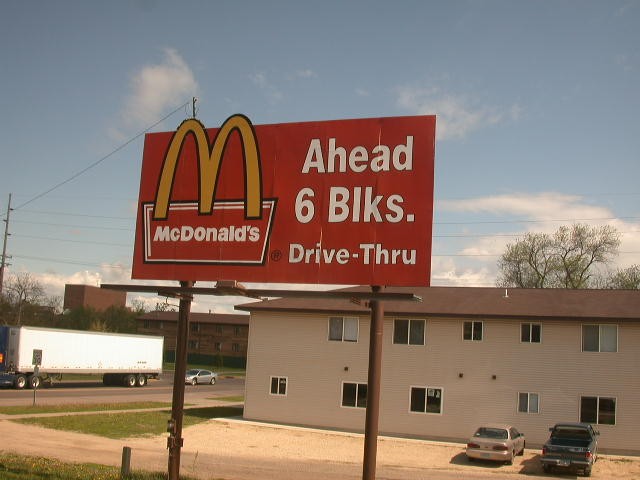 McDonald's ®
Ahead
6 Blks.
Drive-Thru